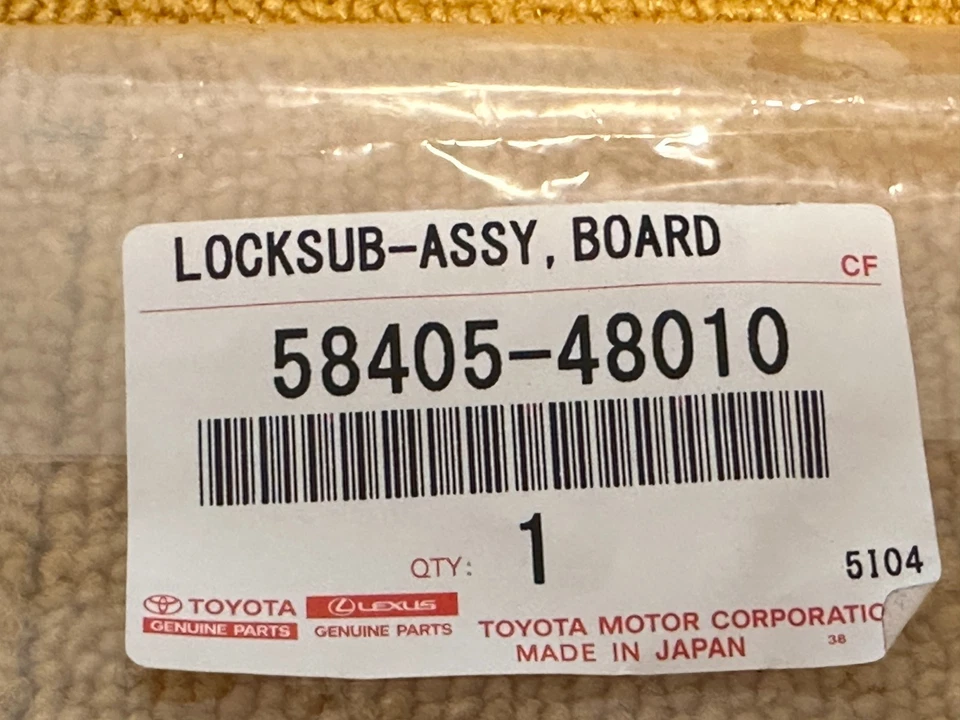 LOCKSUB-ASSY, BOARD
CF
58405-48010
QTY: 1
5I04
TOYOTA
GENUINE PARTS
LEXUS
GENUINE PARTS
TOYOTA MOTOR CORPORATIO
MADE IN JAPAN
38